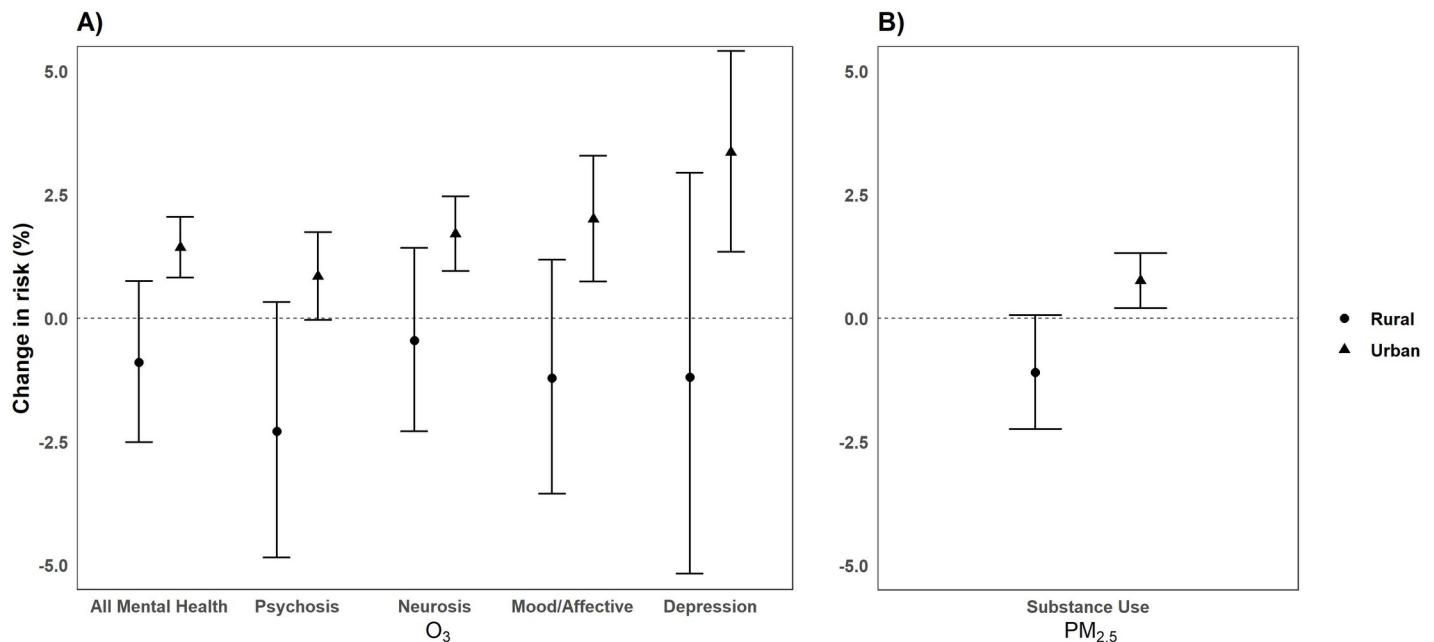 A)
Change in risk (%)
5.0
2.5
0.0
-2.5
-5.0
All Mental Health
Psychosis
Neurosis
Mood/Affective
Depression
O₃
B)
5.0
2.5
0.0
-2.5
-5.0
Substance Use
PM₂.₅
Rural
Urban